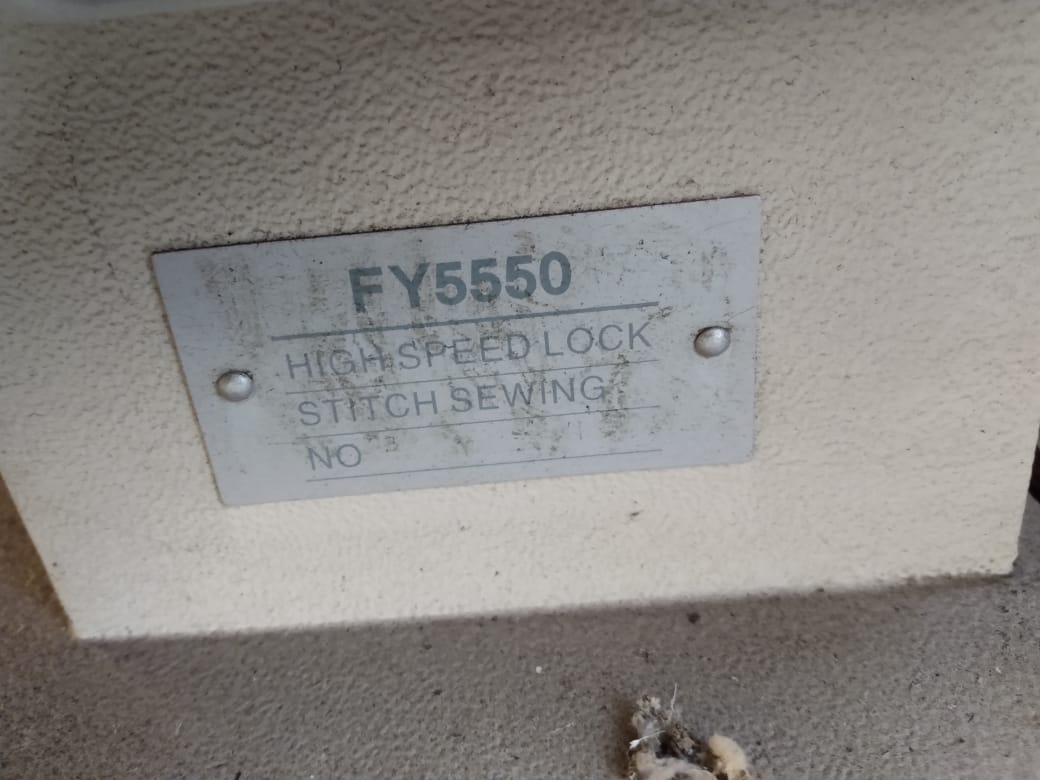 FY5550
HIGH SPEED LOCK
STITCH SEWING
NO